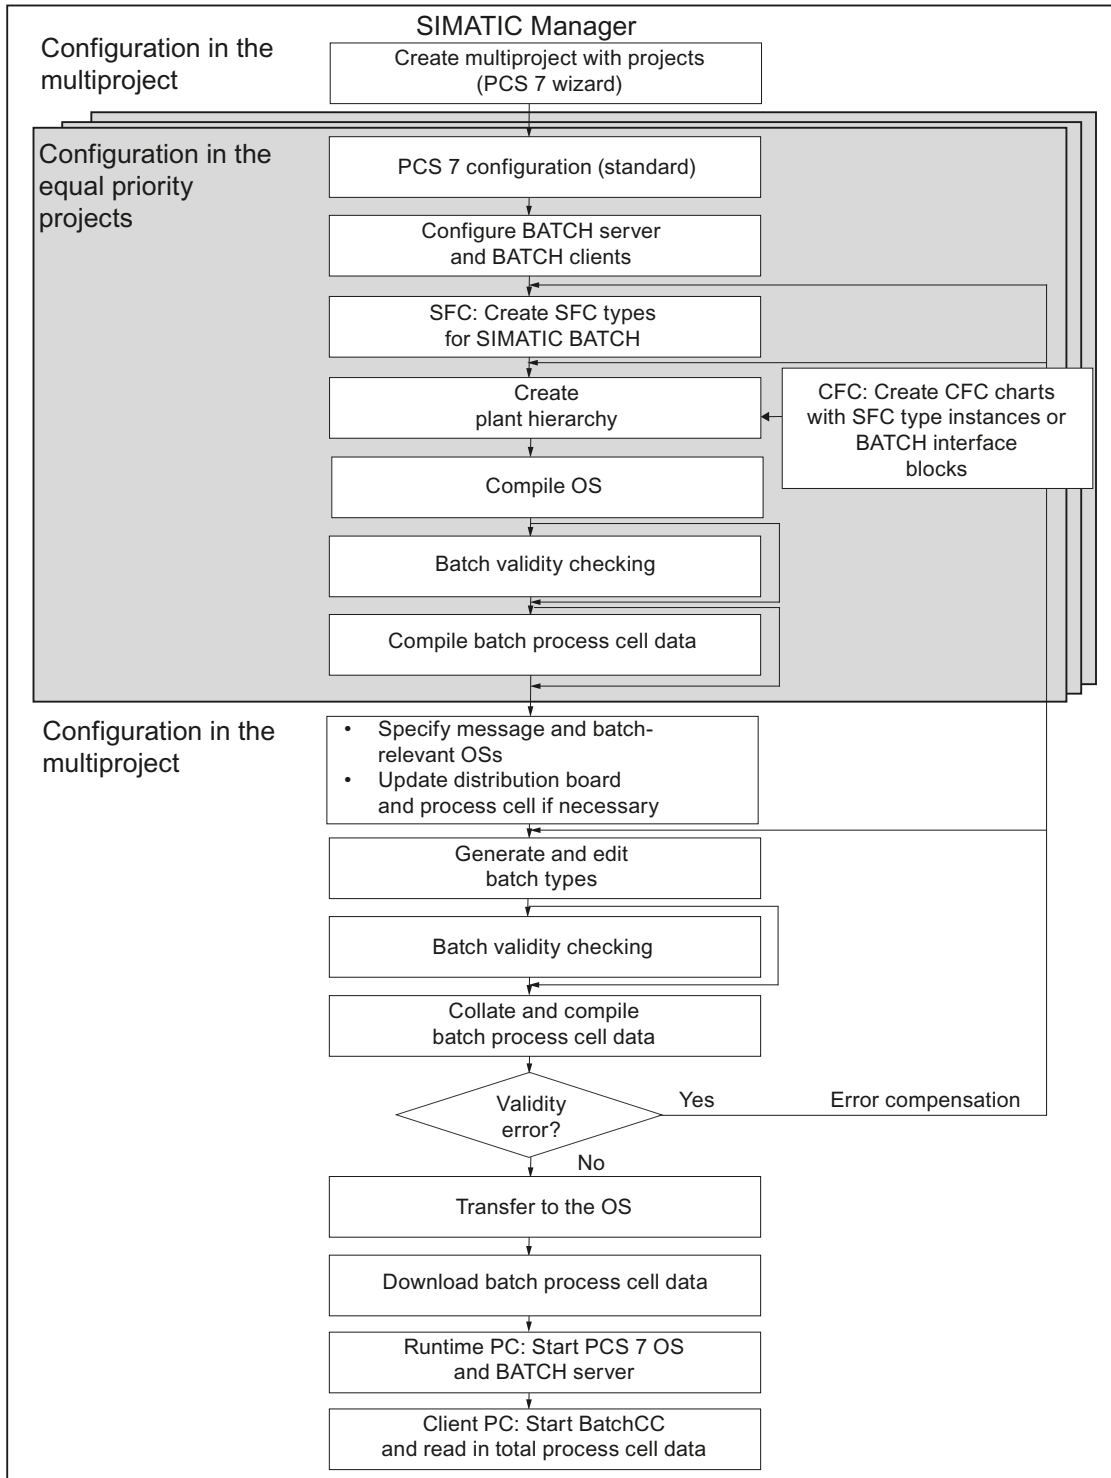 SIMATIC Manager
Configuration in the
multiproject
Create multiproject with projects
(PCS 7 wizard)
Configuration in the
equal priority
projects
PCS 7 configuration (standard)
Configure BATCH server
and BATCH clients
SFC: Create SFC types
for SIMATIC BATCH
Create
plant hierarchy
CFC: Create CFC charts
with SFC type instances or
BATCH interface
blocks
Compile OS
Batch validity checking
Compile batch process cell data
Configuration in the
multiproject
• Specify message and batch-
relevant OSs
• Update distribution board
and process cell if necessary
Generate and edit
batch types
Batch validity checking
Collate and compile
batch process cell data
Validity
error?
Yes
Error compensation
No
Transfer to the OS
Download batch process cell data
Runtime PC: Start PCS 7 OS
and BATCH server
Client PC: Start BatchCC
and read in total process cell data